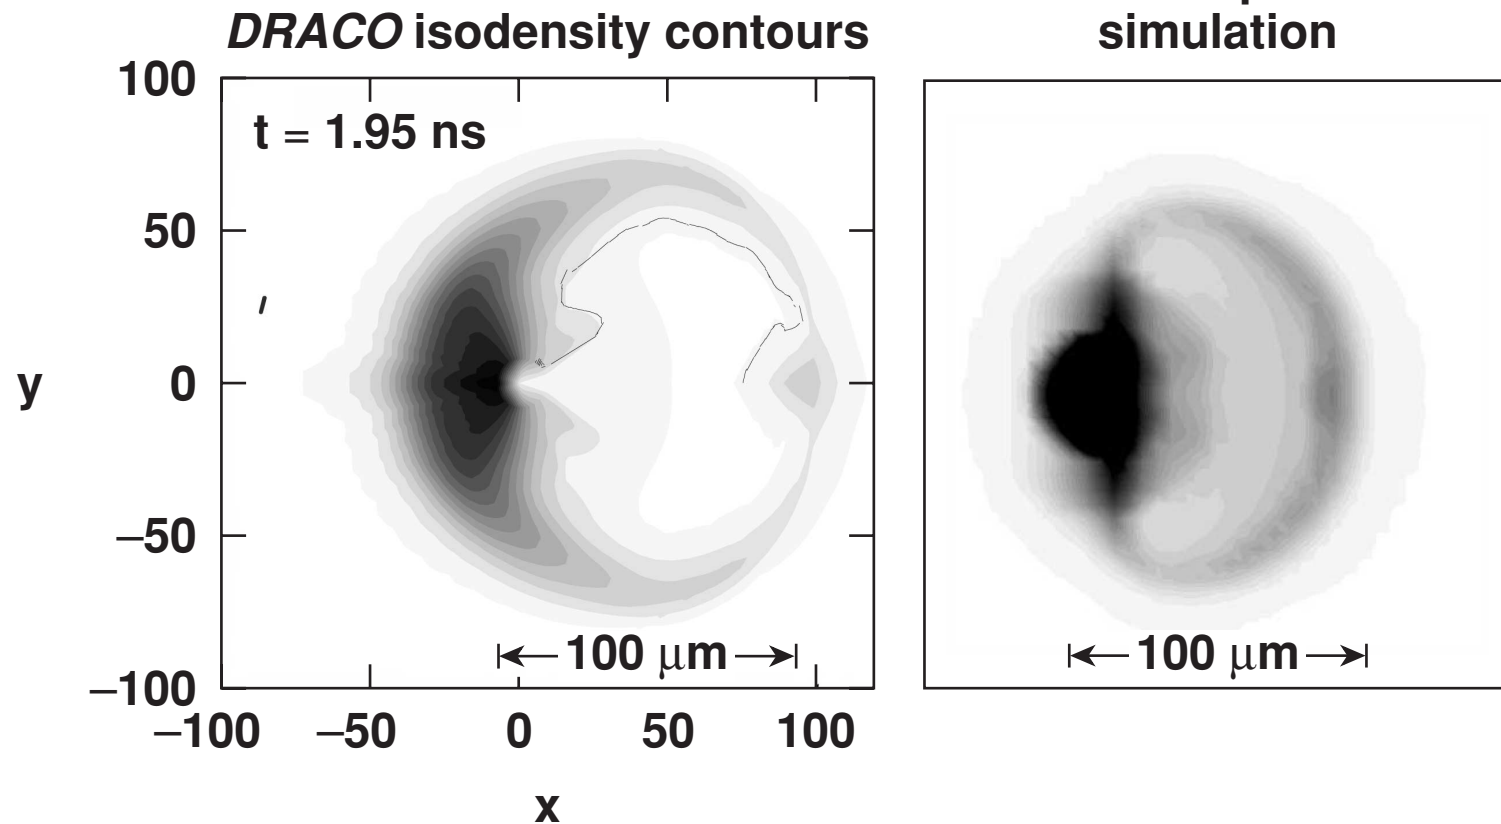 DRACO isodensity contours
simulation
t = 1.95 ns
100
50
0
–50
–100
y
–100 –50 0 50 100
x
100 μm
100 μm